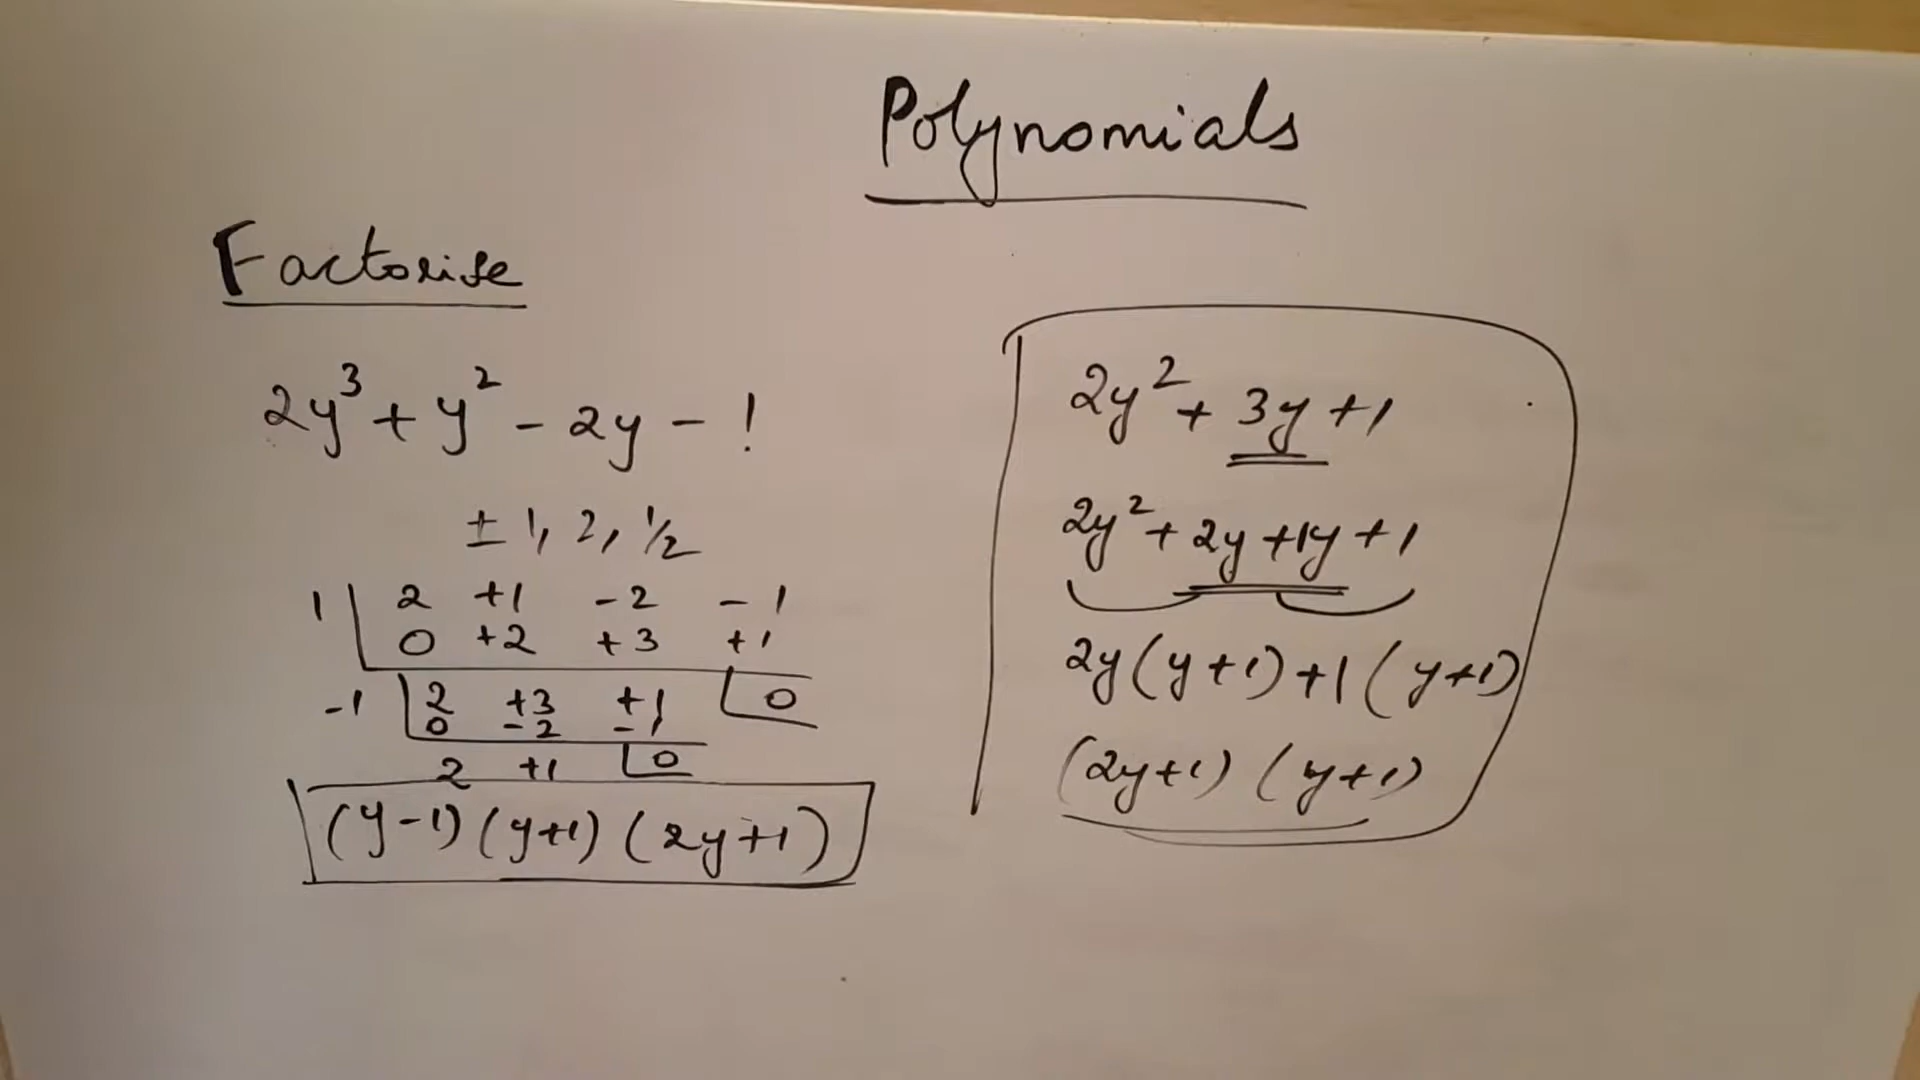 Polynomials
Factorise
2y³ + y² - 2y - !
± 1, 2, ½
1 | 2 +1 -2 -1
0 +2 +3 +1
-1 | 2 +3 +1 | 0
0 -2 -1
2 +1 | 0
(y-1) (y+1) (2y+1)
2y² + 3y + 1
2y² + 2y + 1y + 1
2y (y+1) + 1 (y+1)
(2y+1) (y+1)